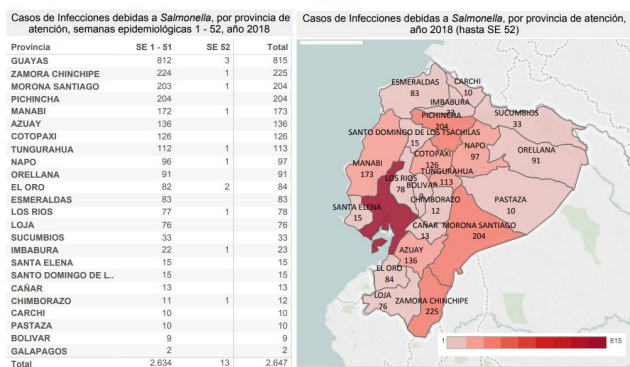 Casos de Infecciones debidas a Salmonella, por provincia de
atención, semanas epidemiológicas 1 - 52, año 2018
Provincia SE 1 - 51 SE 52 Total
GUAYAS 812 3 815
ZAMORA CHINCHIPE 224 1 225
MORONA SANTIAGO 203 1 204
PICHINCHA 204 204
MANABI 172 1 173
AZUAY 136 136
COTOPAXI 126 126
TUNGURAHUA 112 1 113
NAPO 96 1 97
ORELLANA 91 91
EL ORO 82 2 84
ESMERALDAS 83 83
LOS RIOS 77 1 78
LOJA 76 76
SUCUMBIOS 33 33
IMBABURA 22 1 23
SANTA ELENA 15 15
SANTO DOMINGO DE L.. 15 15
CAÑAR 13 13
CHIMBORAZO 11 1 12
CARCHI 10 10
PASTAZA 10 10
BOLIVAR 9 9
GALAPAGOS 2 2
Total 2.634 13 2.647
Casos de Infecciones debidas a Salmonella, por provincia de atención,
año 2018 (hasta SE 52)
ESMERALDAS
83
CARCHI
10
IMBABURA
23
SUCUMBIOS
33
PICHINCHA
204
SANTO DOMINGO DE LOS TSACHILAS
15
ORELLANA
91
NAPO
97
COTOPAXI
126
MANABI
173
TUNGURAHUA
113
LOS RIOS
78
BOLIVAR
9
CHIMBORAZO
12
PASTAZA
10
SANTA ELENA
15
CAÑAR
13
MORONA SANTIAGO
204
AZUAY
136
EL ORO
84
LOJA
76
ZAMORA CHINCHIPE
225
1 815